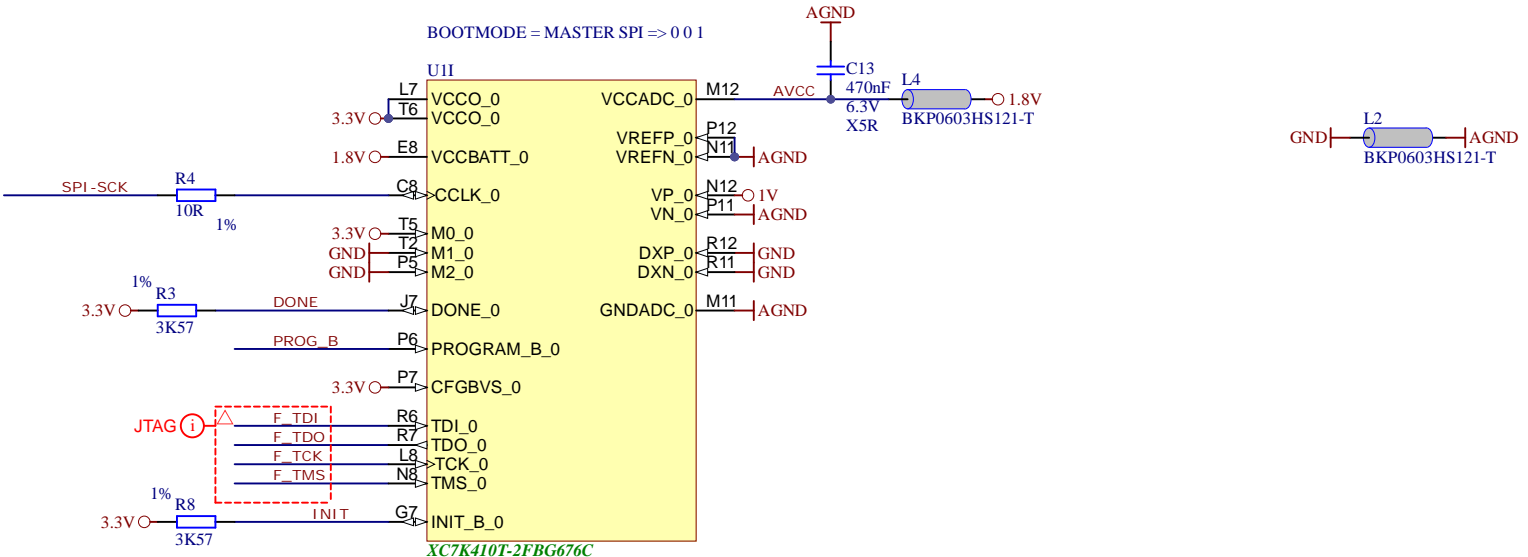 AGND
BOOTMODE = MASTER SPI => 0 0 1
U1I
C13
470nF
6.3V
X5R
L4
BKP0603HS121-T
1.8V
AVCC
L7 VCCO_0
3.3V T6 VCCO_0
1.8V E8 VCCBATT_0
SPI-SCK R4 10R 1% C8 CCLK_0
3.3V T5 M0_0
GND T2 M1_0
GND P5 M2_0
1% 3.3V R3 3K57 DONE J7 DONE_0
PROG_B P6 PROGRAM_B_0
3.3V P7 CFGBVS_0
JTAG i
F_TDI R6 TDI_0
F_TDO R7 TDO_0
F_TCK L8 TCK_0
F_TMS N8 TMS_0
1% 3.3V R8 3K57 INIT G7 INIT_B_0
VCCADC_0 M12
VREFP_0 P12
VREFN_0 N11 AGND
VP_0 N12 1V
VN_0 P11 AGND
DXP_0 R12 GND
DXN_0 R11 GND
GNDADC_0 M11 AGND
XC7K410T-2FBG676C
L2
GND AGND
BKP0603HS121-T